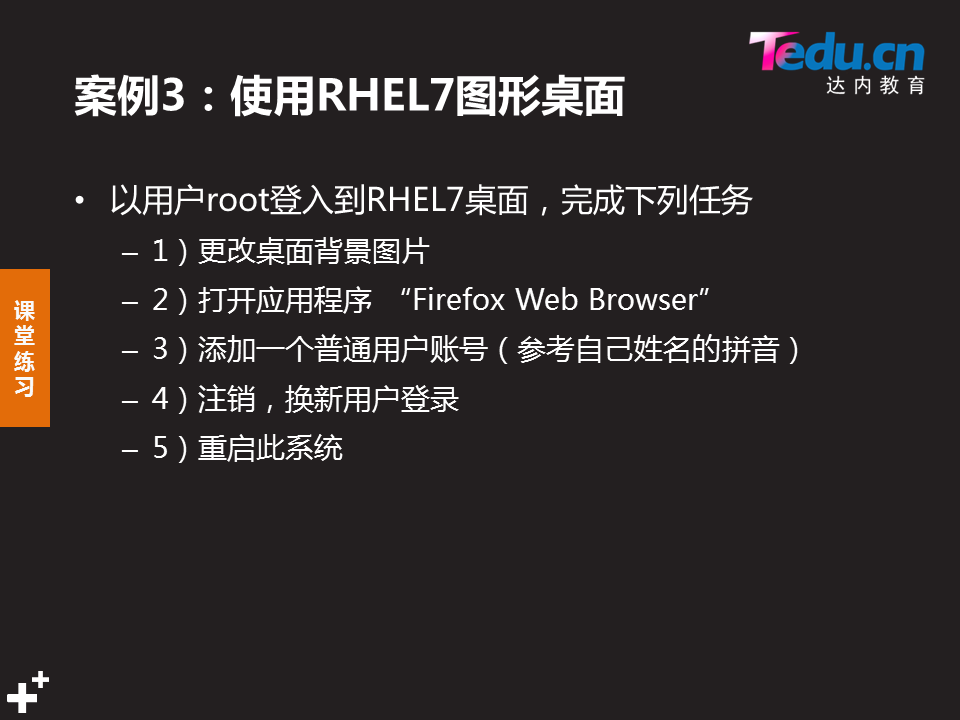 Tedu.cn
达内教育
案例3：使用RHEL7图形桌面
• 以用户root登入到RHEL7桌面，完成下列任务
– 1）更改桌面背景图片
– 2）打开应用程序 “Firefox Web Browser”
– 3）添加一个普通用户账号（参考自己姓名的拼音）
– 4）注销，换新用户登录
– 5）重启此系统
课
堂
练
习